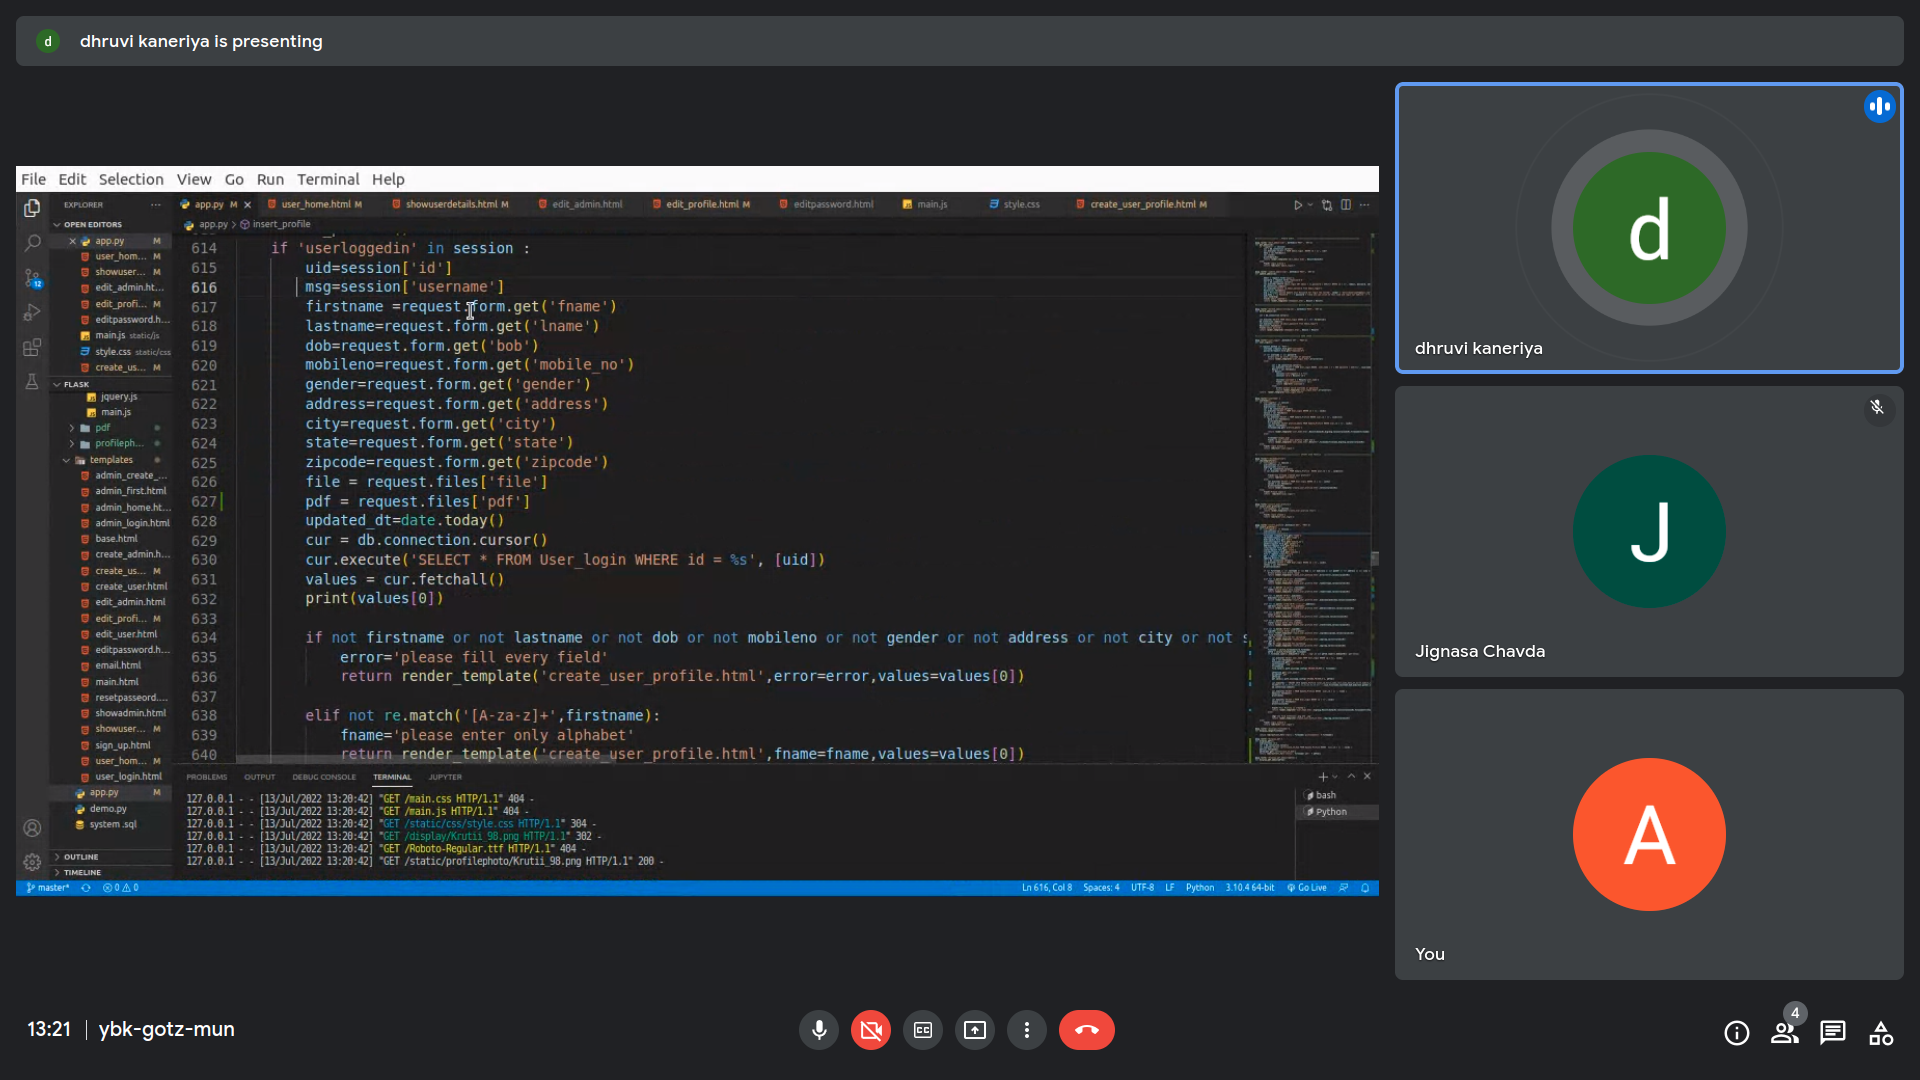 d dhruvi kaneriya is presenting
File Edit Selection View Go Run Terminal Help
EXPLORER ...
app.py M
user_home.html M
showuserdetails.html M
edit_admin.html
edit_profile.html M
editpassword.html
main.js
style.css
create_user_profile.html M
OPEN EDITORS
app.py > insert_profile
app.py M
user_hom... M
showuser... M
edit_admin.ht...
edit_profi... M
editpassword.h...
main.js static/js
style.css static/css
create_us... M
FLASK
jquery.js
main.js
pdf
profileph...
templates
admin_create_...
admin_first.html
admin_home.ht...
admin_login.html
base.html
create_admin.h...
create_us... M
create_user.html
edit_admin.html
edit_profi... M
edit_user.html
editpassword.h...
email.html
main.html
resetpasseord....
showadmin.html
showuser... M
sign_up.html
user_hom... M
user_login.html
app.py M
demo.py
system .sql
OUTLINE
TIMELINE
12
614 if 'userloggedin' in session :
615 uid=session['id']
616 msg=session['username']
617 firstname =request.form.get('fname')
618 lastname=request.form.get('lname')
619 dob=request.form.get('bob')
620 mobileno=request.form.get('mobile_no')
621 gender=request.form.get('gender')
622 address=request.form.get('address')
623 city=request.form.get('city')
624 state=request.form.get('state')
625 zipcode=request.form.get('zipcode')
626 file = request.files['file']
627 pdf = request.files['pdf']
628 updated_dt=date.today()
629 cur = db.connection.cursor()
630 cur.execute('SELECT * FROM User_login WHERE id = %s', [uid])
631 values = cur.fetchall()
632 print(values[0])
633
634 if not firstname or not lastname or not dob or not mobileno or not gender or not address or not city or not s
635 error='please fill every field'
636 return render_template('create_user_profile.html',error=error,values=values[0])
637
638 elif not re.match('[A-za-z]+',firstname):
639 fname='please enter only alphabet'
640 return render_template('create_user_profile.html',fname=fname,values=values[0])
PROBLEMS OUTPUT DEBUG CONSOLE TERMINAL JUPYTER
127.0.0.1 - - [13/Jul/2022 13:20:42] "GET /main.css HTTP/1.1" 404 -
127.0.0.1 - - [13/Jul/2022 13:20:42] "GET /main.js HTTP/1.1" 404 -
127.0.0.1 - - [13/Jul/2022 13:20:42] "GET /static/css/style.css HTTP/1.1" 304 -
127.0.0.1 - - [13/Jul/2022 13:20:42] "GET /display/Krutii_98.png HTTP/1.1" 302 -
127.0.0.1 - - [13/Jul/2022 13:20:42] "GET /Roboto-Regular.ttf HTTP/1.1" 404 -
127.0.0.1 - - [13/Jul/2022 13:20:42] "GET /static/profilephoto/Krutii_98.png HTTP/1.1" 200 -
bash
Python
master* 0 0 Ln 616, Col 8 Spaces: 4 UTF-8 LF Python 3.10.4 64-bit Go Live
d
dhruvi kaneriya
J
Jignasa Chavda
A
You
13:21 | ybk-gotz-mun
CC
4